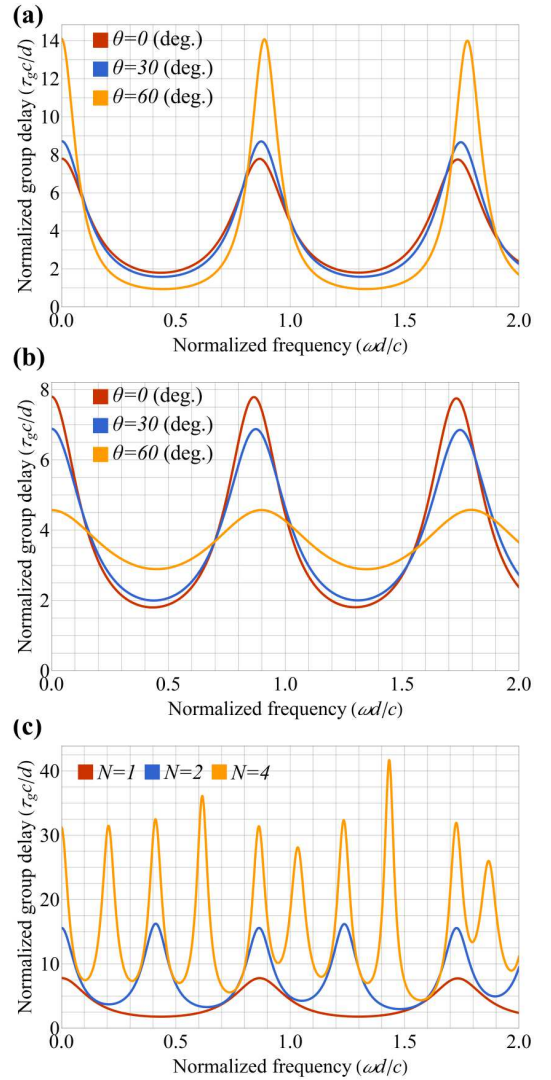 (a)
Normalized group delay (τgc/d)
14
12
10
8
6
4
2
0
θ=0 (deg.)
θ=30 (deg.)
θ=60 (deg.)
0.0 0.5 1.0 1.5 2.0
Normalized frequency (ωd/c)
(b)
Normalized group delay (τgc/d)
8
6
4
2
0
θ=0 (deg.)
θ=30 (deg.)
θ=60 (deg.)
0.0 0.5 1.0 1.5 2.0
Normalized frequency (ωd/c)
(c)
Normalized group delay (τgc/d)
40
30
20
10
0
N=1 N=2 N=4
0.0 0.5 1.0 1.5 2.0
Normalized frequency (ωd/c)